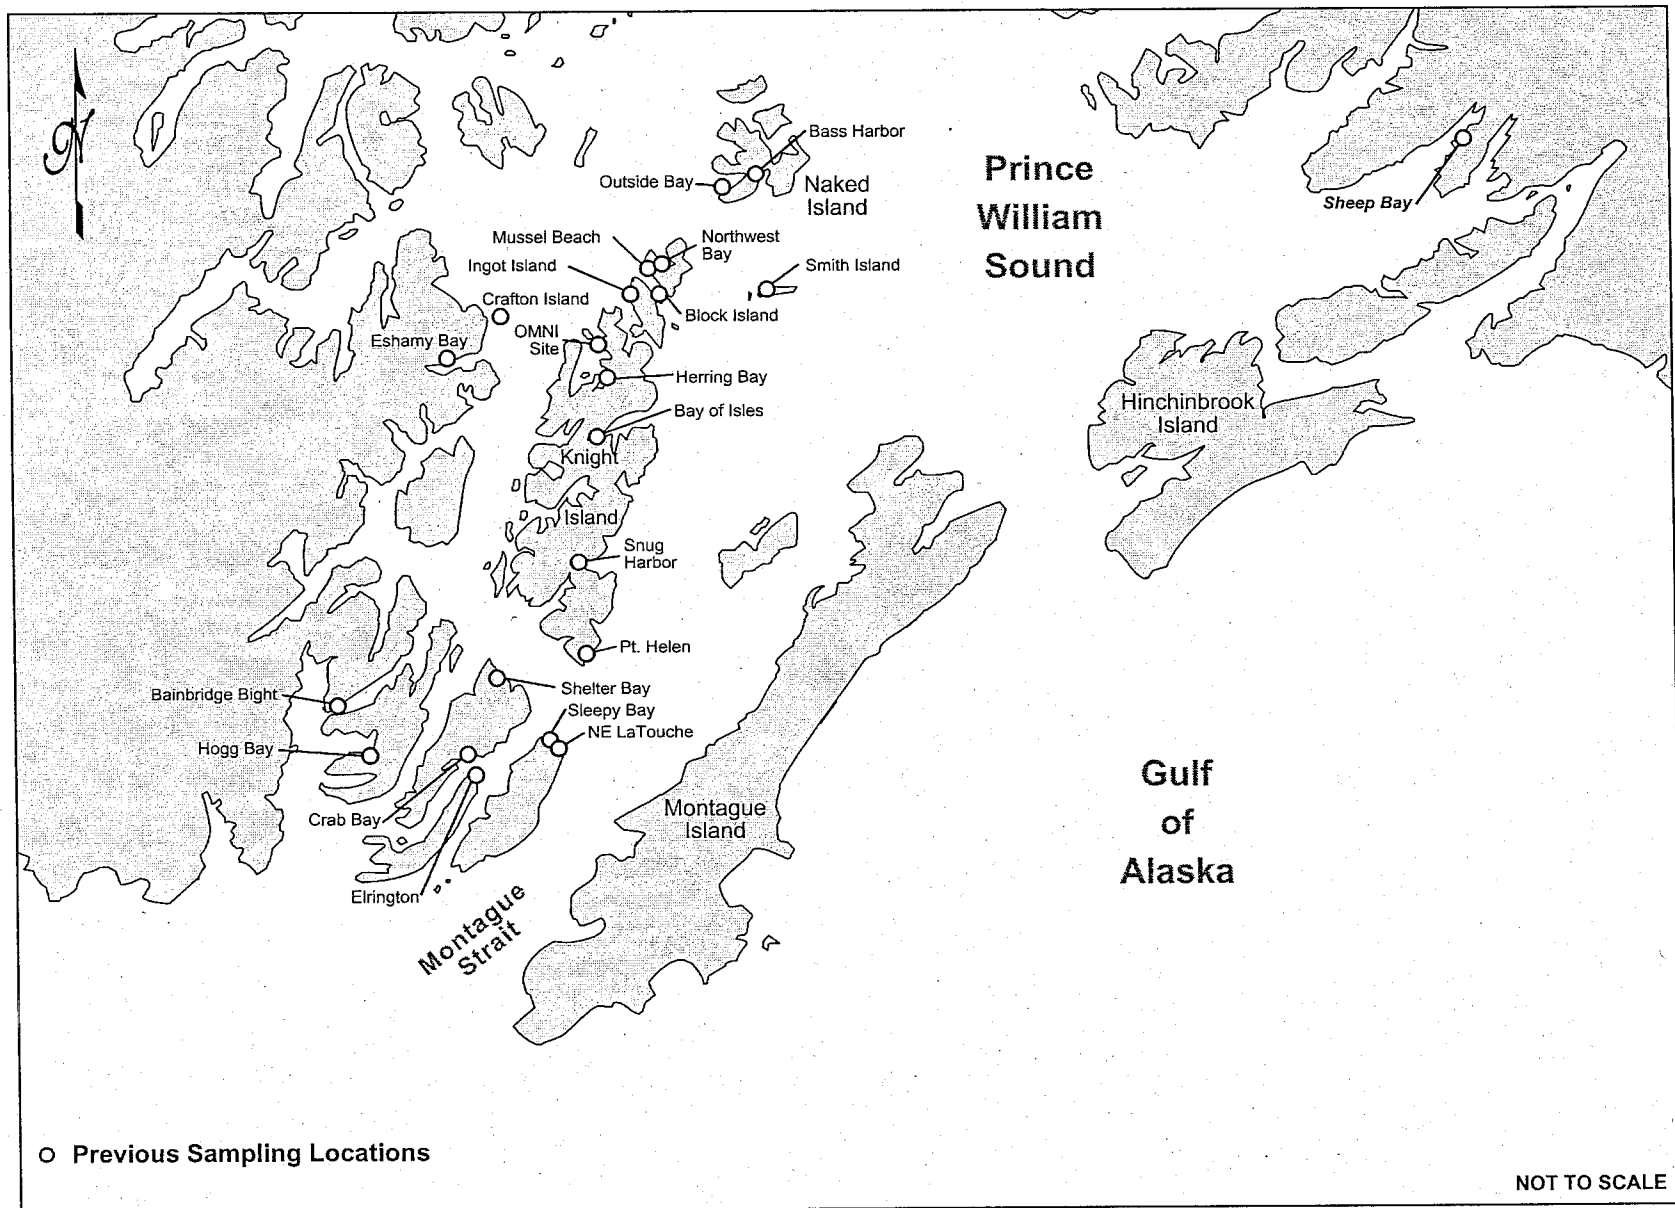 N
Bass Harbor
Outside Bay
Naked
Island
Prince
William
Sound
Sheep Bay
Mussel Beach
Northwest
Bay
Ingot Island
Smith Island
Crafton Island
Block Island
OMNI
Site
Eshamy Bay
Herring Bay
Bay of Isles
Hinchinbrook
Island
Knight
Island
Snug
Harbor
Pt. Helen
Bainbridge Bight
Shelter Bay
Sleepy Bay
NE LaTouche
Hogg Bay
Crab Bay
Montague
Island
Gulf
of
Alaska
Elrington
Montague
Strait
Previous Sampling Locations
NOT TO SCALE